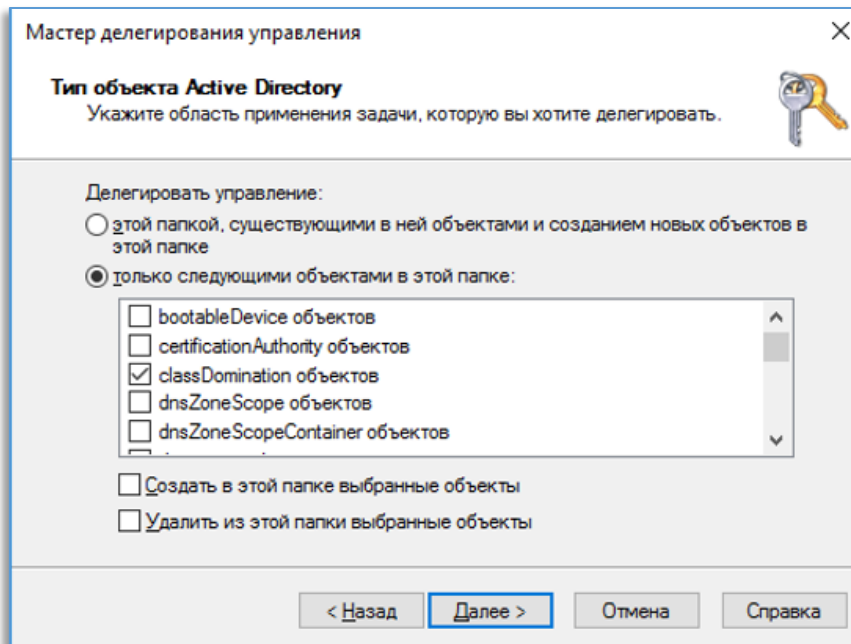 Мастер делегирования управления
Тип объекта Active Directory
Укажите область применения задачи, которую вы хотите делегировать.
Делегировать управление:
этой папкой, существующими в ней объектами и созданием новых объектов в
этой папке
только следующими объектами в этой папке:
bootableDevice объектов
certificationAuthority объектов
classDomination объектов
dnsZoneScope объектов
dnsZoneScopeContainer объектов
Создать в этой папке выбранные объекты
Удалить из этой папки выбранные объекты
< Назад Далее > Отмена Справка